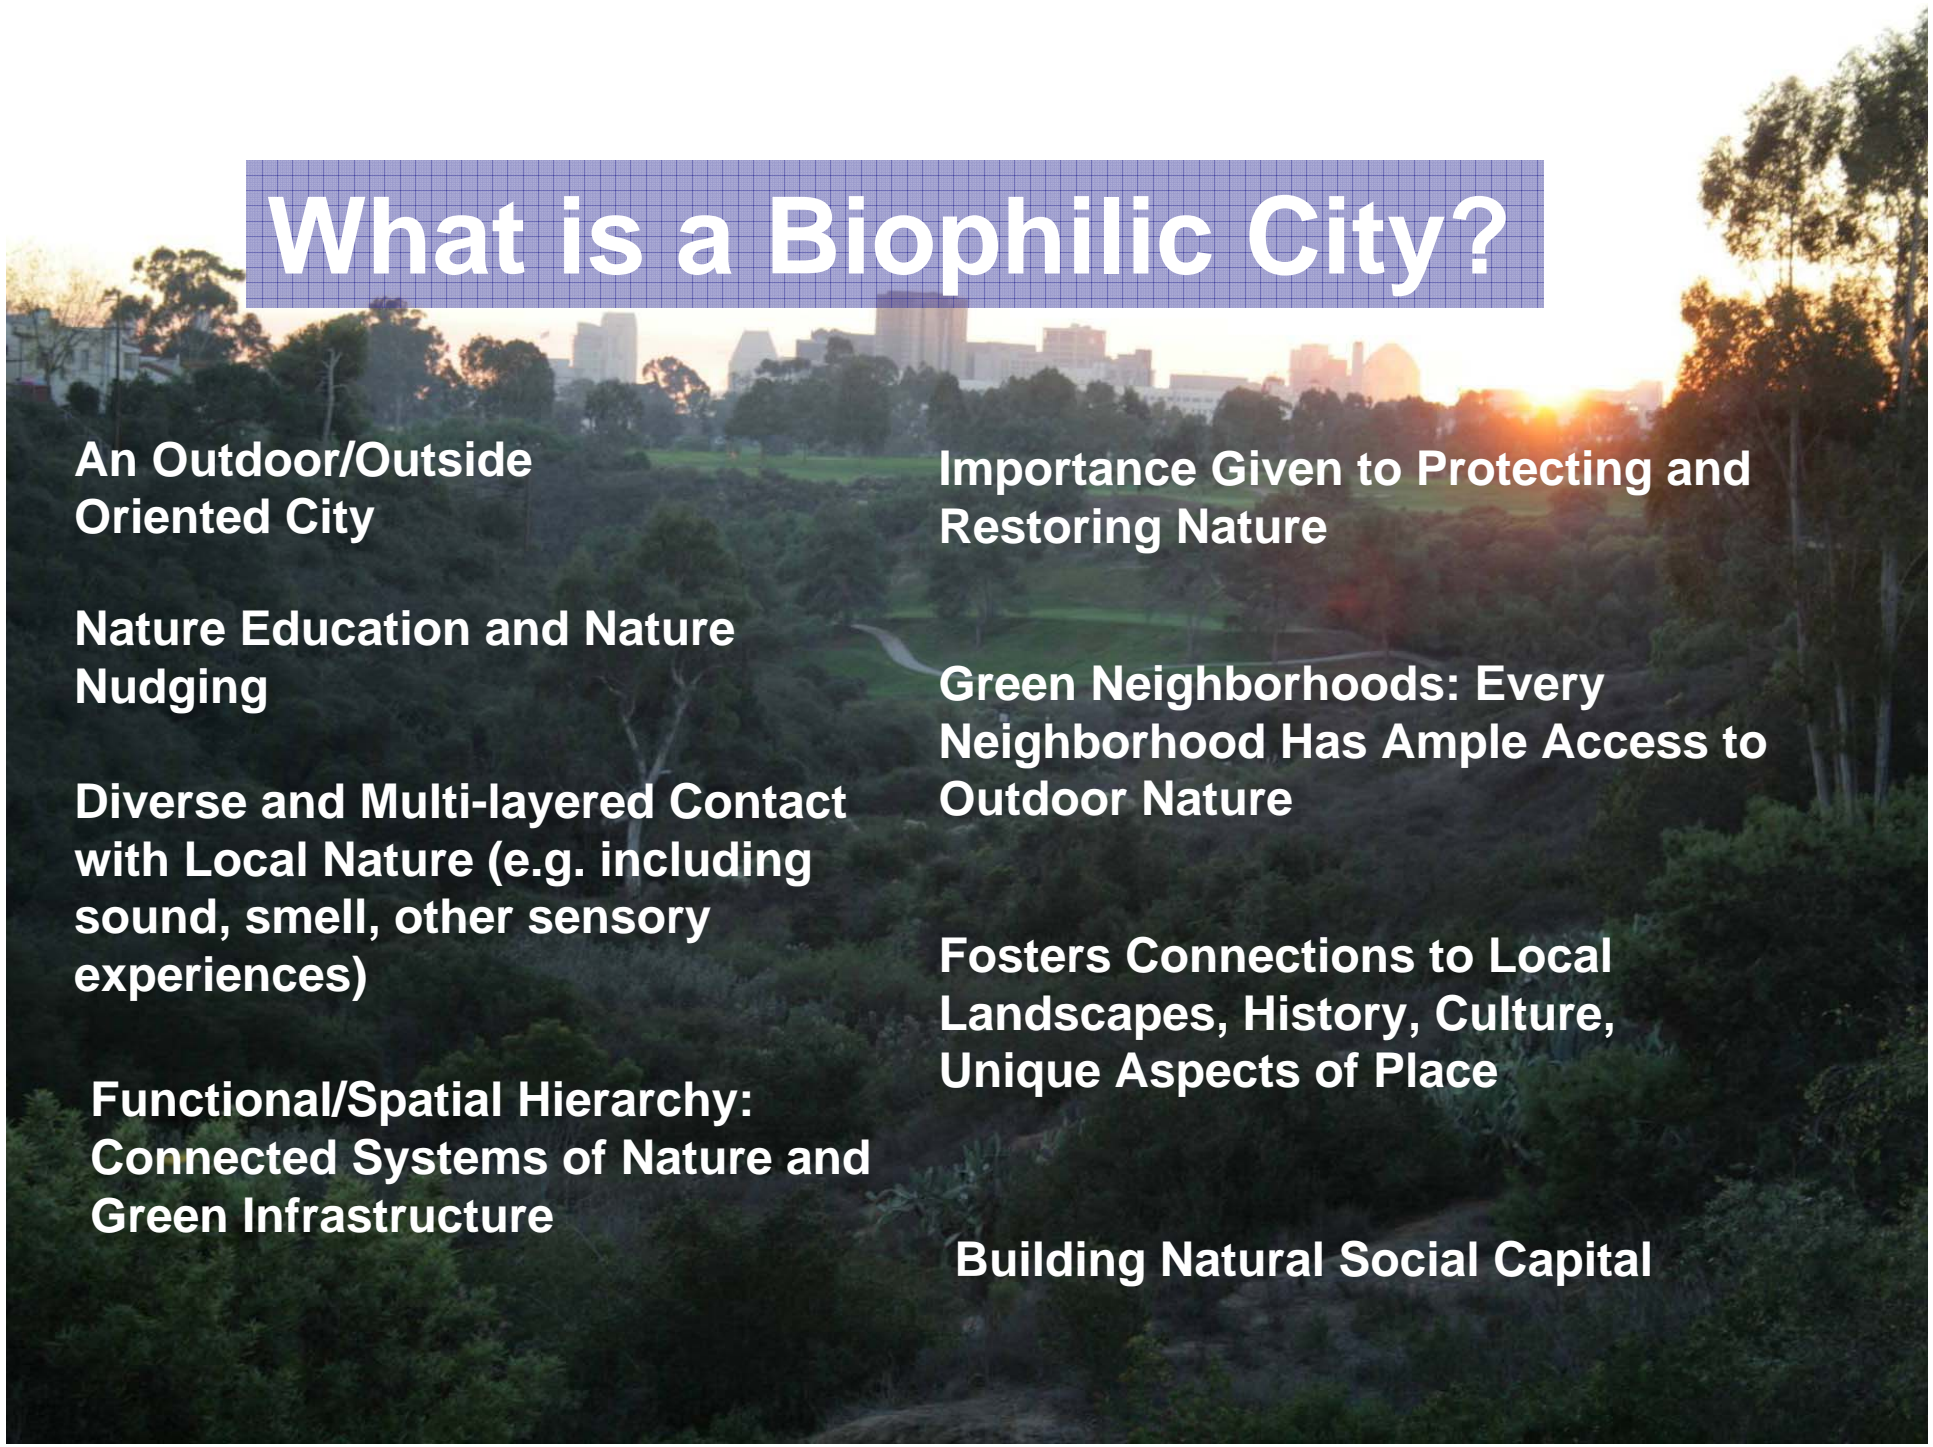 What is a Biophilic City?
An Outdoor/Outside
Oriented City
Nature Education and Nature
Nudging
Diverse and Multi-layered Contact
with Local Nature (e.g. including
sound, smell, other sensory
experiences)
Functional/Spatial Hierarchy:
Connected Systems of Nature and
Green Infrastructure
Importance Given to Protecting and
Restoring Nature
Green Neighborhoods: Every
Neighborhood Has Ample Access to
Outdoor Nature
Fosters Connections to Local
Landscapes, History, Culture,
Unique Aspects of Place
Building Natural Social Capital